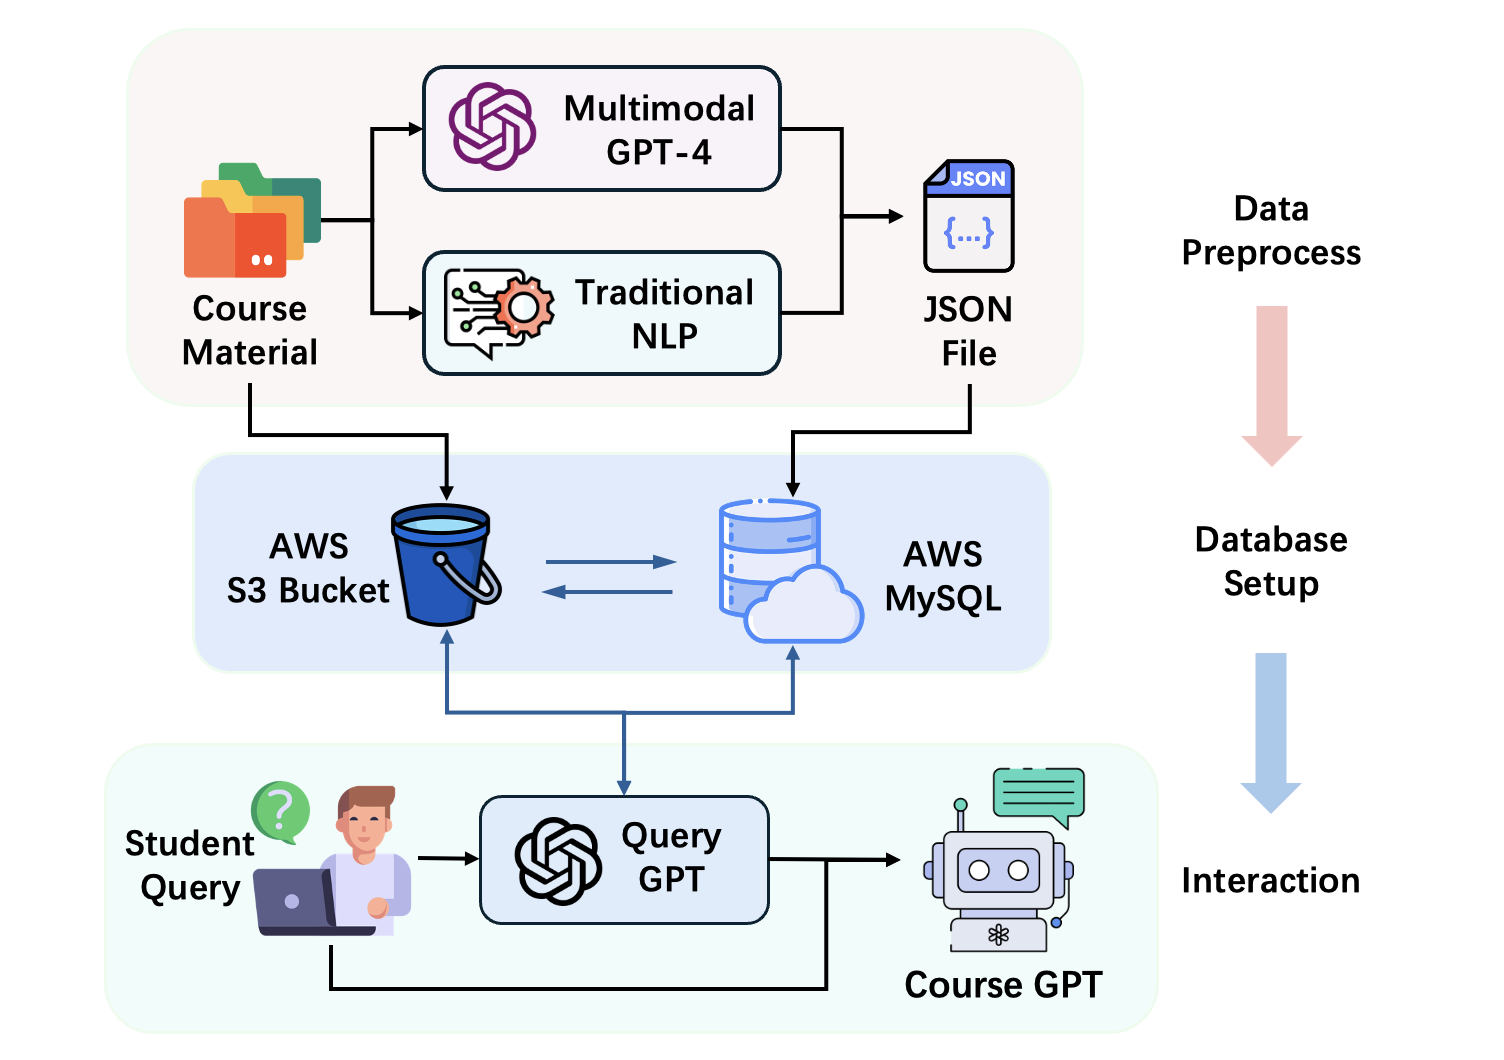 Multimodal
GPT-4
Course
Material
Traditional
NLP
JSON
{...}
JSON
File
Data
Preprocess
AWS
S3 Bucket
AWS
MySQL
Database
Setup
?
Student
Query
Query
GPT
Course GPT
Interaction